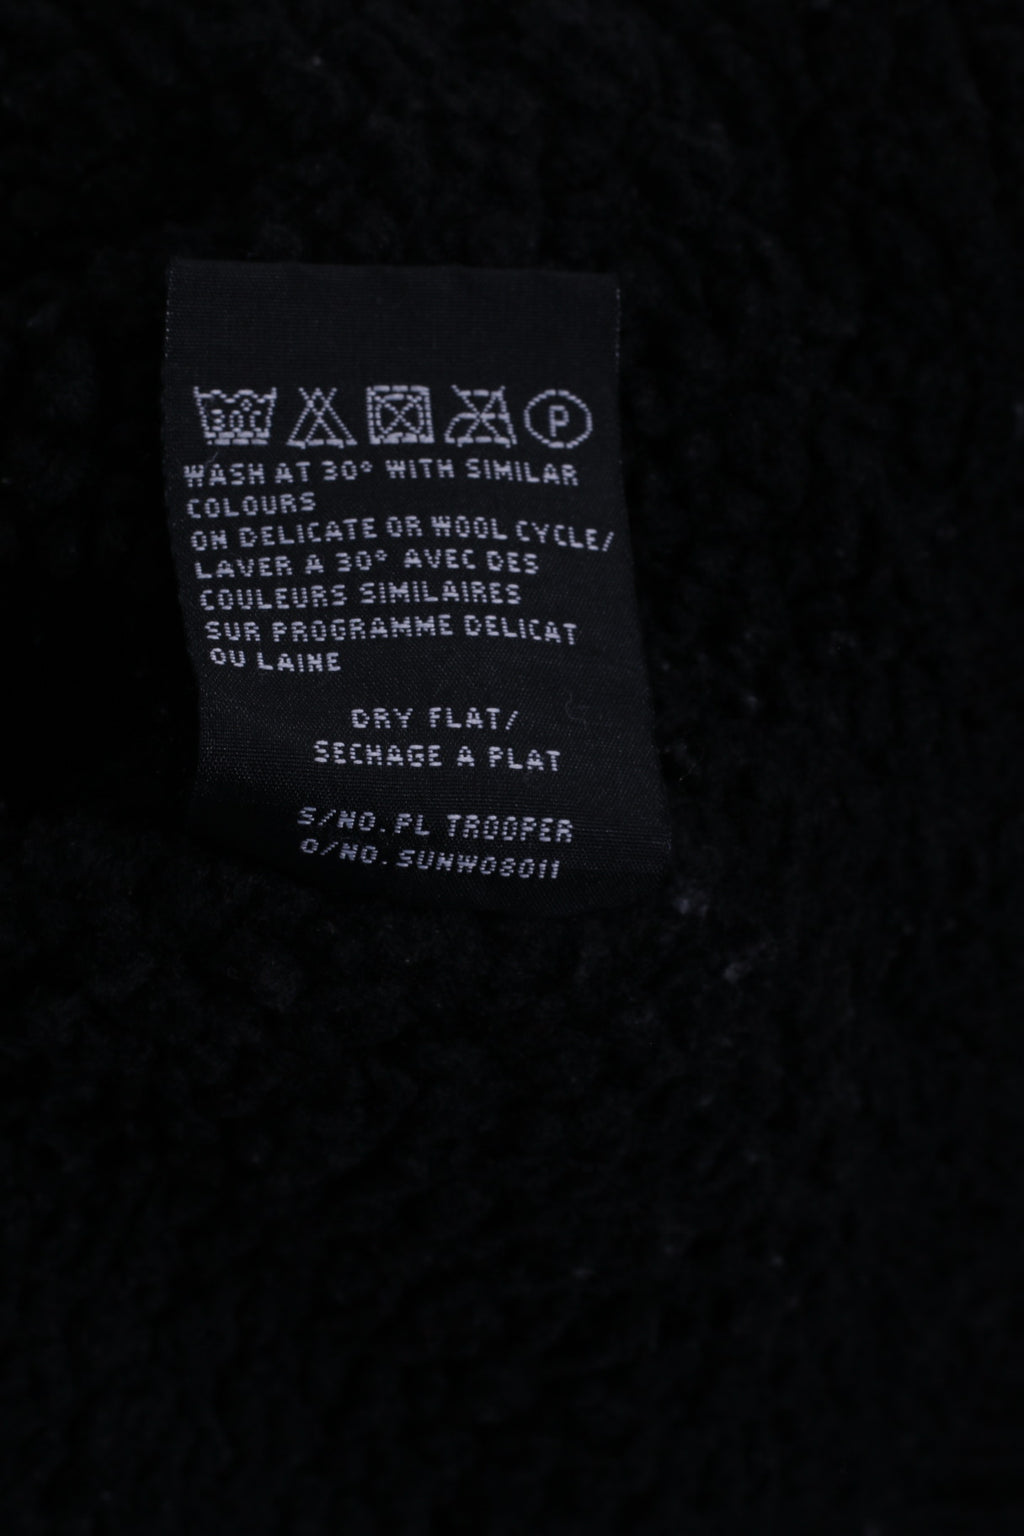 30°
P
WASH AT 30° WITH SIMILAR
COLOURS
ON DELICATE OR WOOL CYCLE/
LAVER A 30° AVEC DES
COULEURS SIMILAIRES
SUR PROGRAMME DELICAT
OU LAINE
DRY FLAT/
SECHAGE A PLAT
S/NO.PL TROOPER
O/NO.SUNW08011